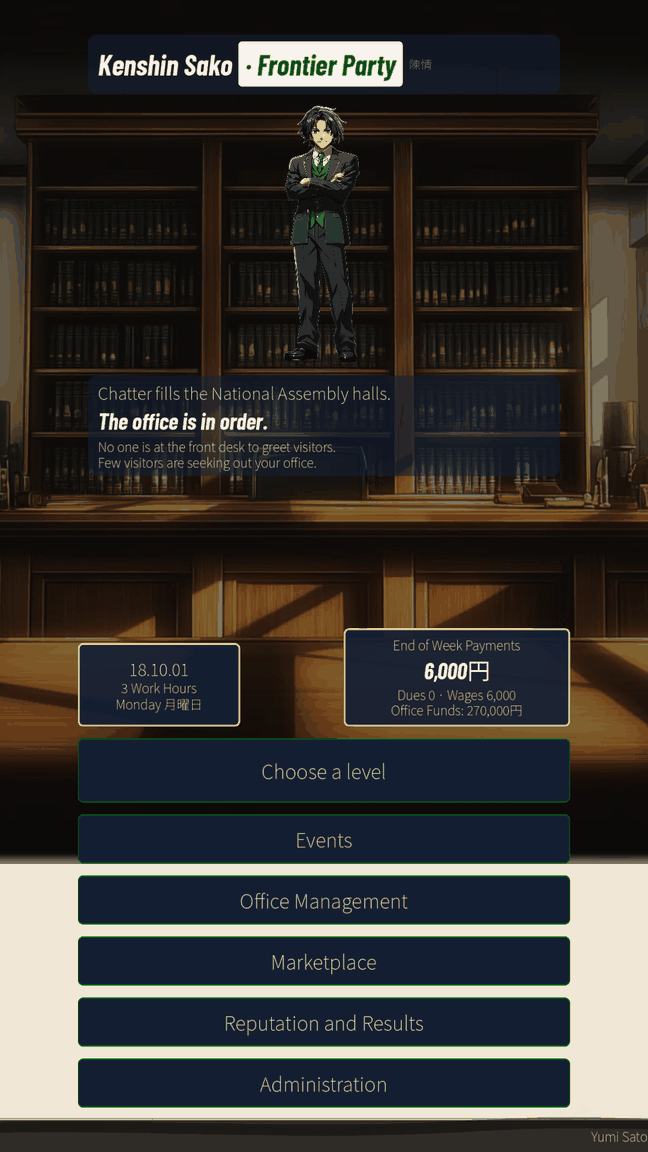 Kenshin Sako · Frontier Party 陳情
Chatter fills the National Assembly halls.
The office is in order.
No one is at the front desk to greet visitors.
Few visitors are seeking out your office.
18.10.01
3 Work Hours
Monday 月曜日
End of Week Payments
6,000円
Dues 0 · Wages 6,000
Office Funds: 270,000円
Choose a level
Events
Office Management
Marketplace
Reputation and Results
Administration
Yumi Sato